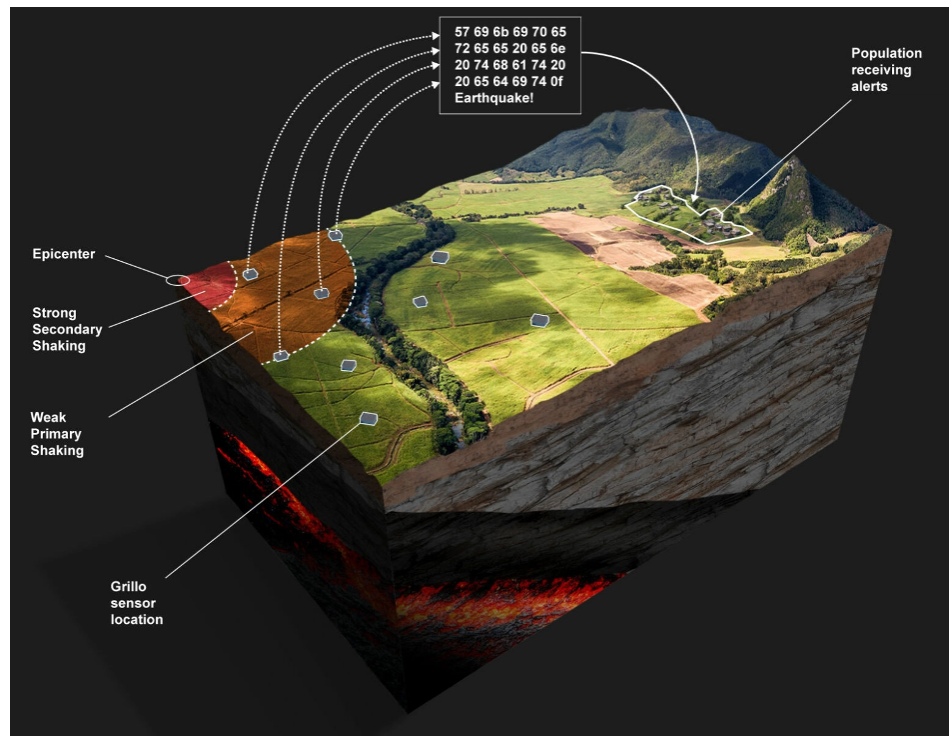 57 69 6b 69 70 65
72 65 65 20 65 6e
20 74 68 61 74 20
20 65 64 69 74 0f
Earthquake!
Population
receiving
alerts
Epicenter
Strong
Secondary
Shaking
Weak
Primary
Shaking
Grillo
sensor
location